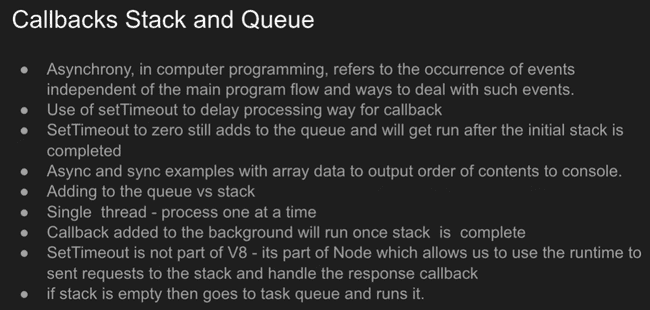 Callbacks Stack and Queue
● Asynchrony, in computer programming, refers to the occurrence of events
independent of the main program flow and ways to deal with such events.
● Use of setTimeout to delay processing way for callback
● SetTimeout to zero still adds to the queue and will get run after the initial stack is
completed
● Async and sync examples with array data to output order of contents to console.
● Adding to the queue vs stack
● Single thread - process one at a time
● Callback added to the background will run once stack is complete
● SetTimeout is not part of V8 - its part of Node which allows us to use the runtime to
sent requests to the stack and handle the response callback
● if stack is empty then goes to task queue and runs it.